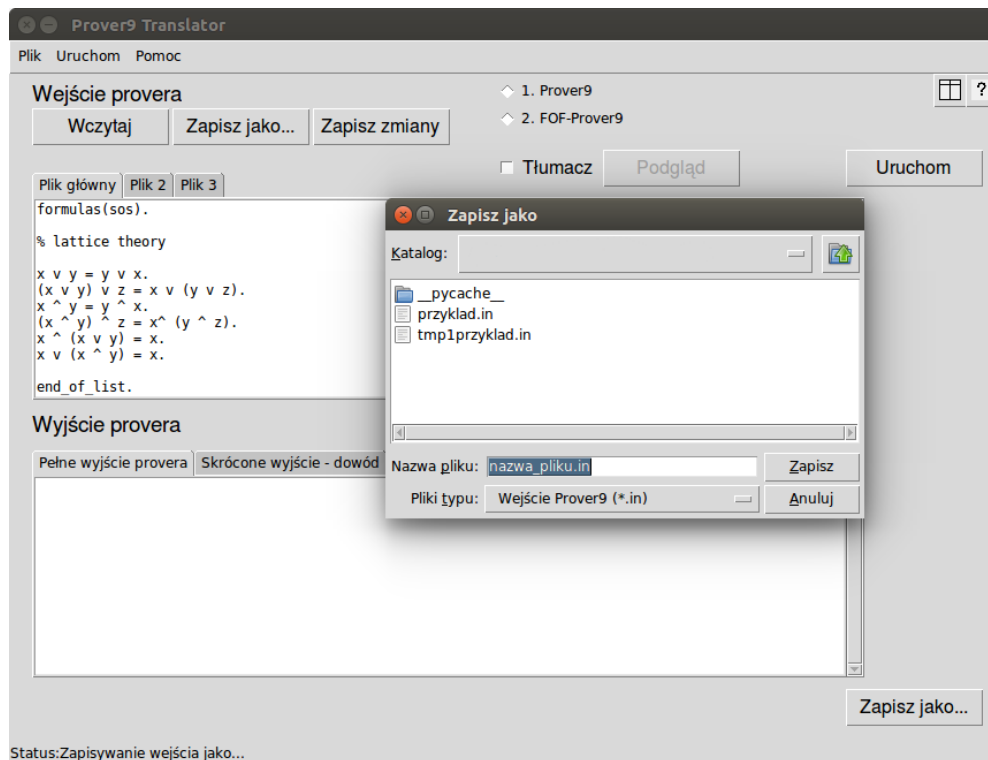 Prover9 Translator
Plik Uruchom Pomoc
Wejście provera
Wczytaj Zapisz jako... Zapisz zmiany
1. Prover9
2. FOF-Prover9
?
Tłumacz Podgląd Uruchom
Plik główny Plik 2 Plik 3
formulas(sos).
% lattice theory
x v y = y v x.
(x v y) v z = x v (y v z).
x ^ y = y ^ x.
(x ^ y) ^ z = x^ (y ^ z).
x ^ (x v y) = x.
x v (x ^ y) = x.
end_of_list.
Zapisz jako
Katalog:
__pycache__
przyklad.in
tmp1przyklad.in
Nazwa pliku: nazwa_pliku.in Zapisz
Pliki typu: Wejście Prover9 (*.in) Anuluj
Wyjście provera
Pełne wyjście provera Skrócone wyjście - dowód
Zapisz jako...
Status:Zapisywanie wejścia jako...